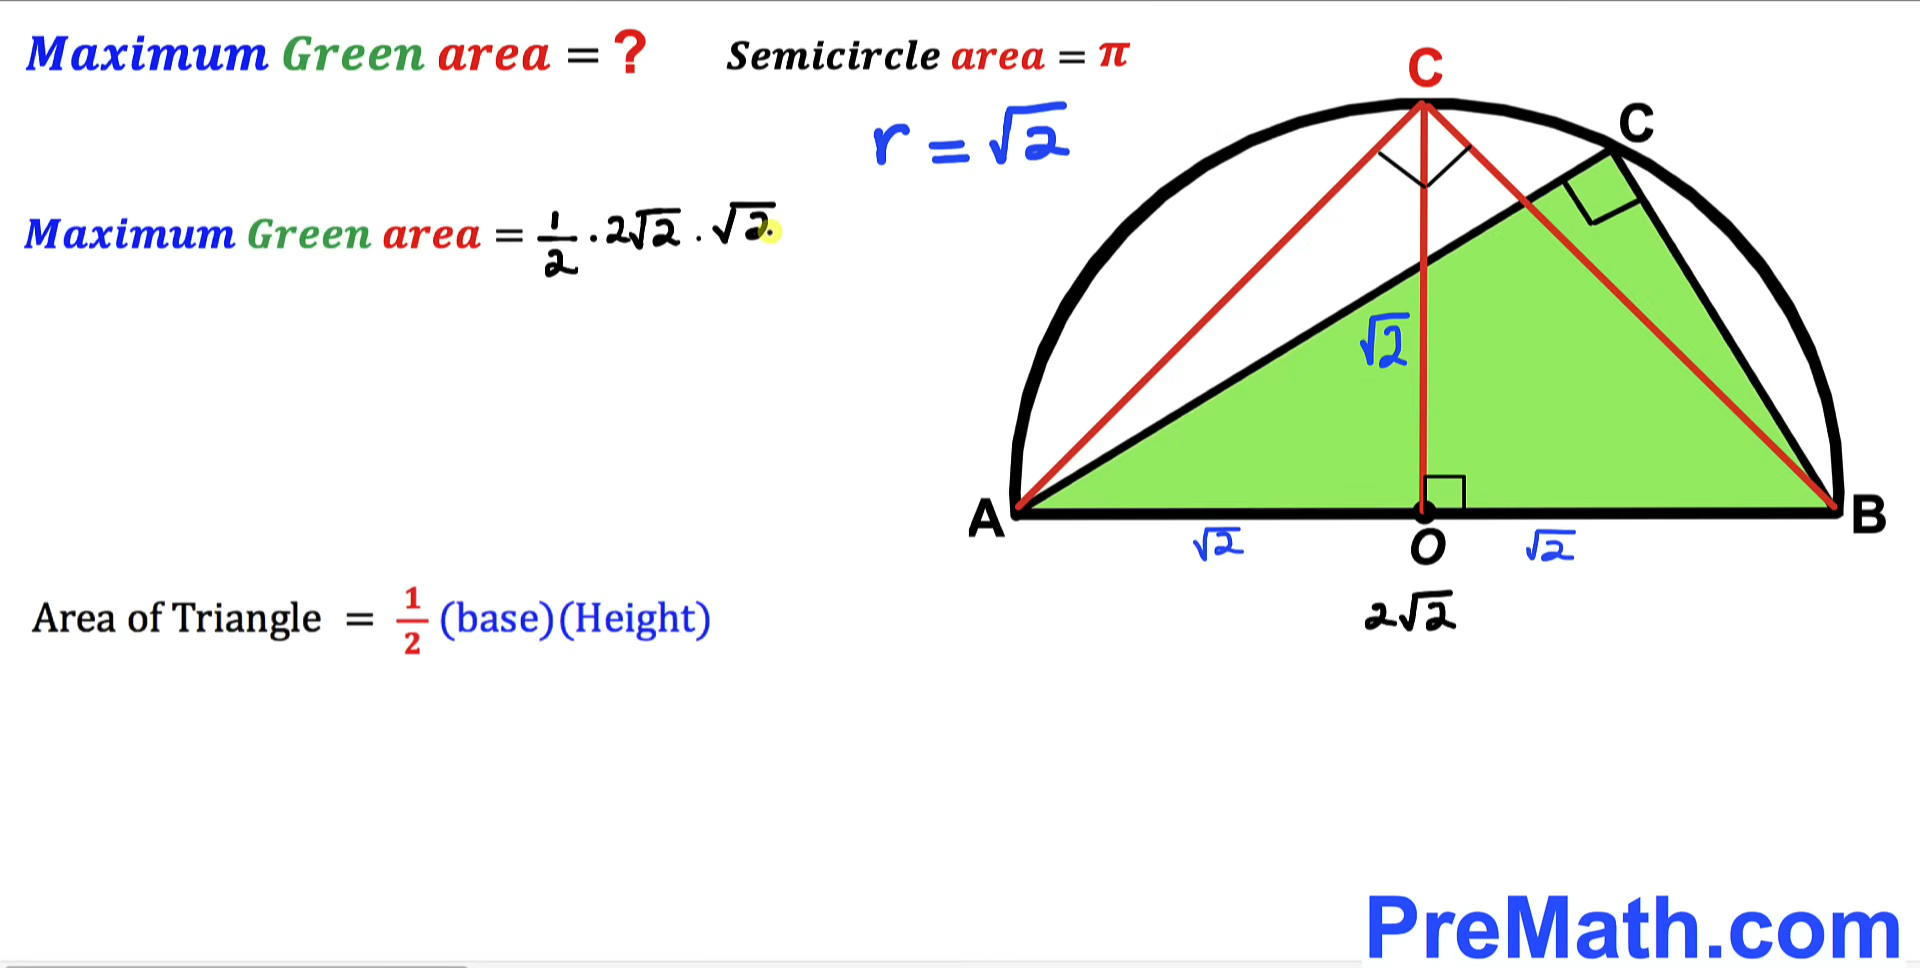 Maximum Green area = ? Semicircle area = π
r = √2
Maximum Green area = 1/2 · 2√2 · √2
Area of Triangle = 1/2 (base)(Height)
C
C
√2
A
B
√2
O
√2
2√2
PreMath.com